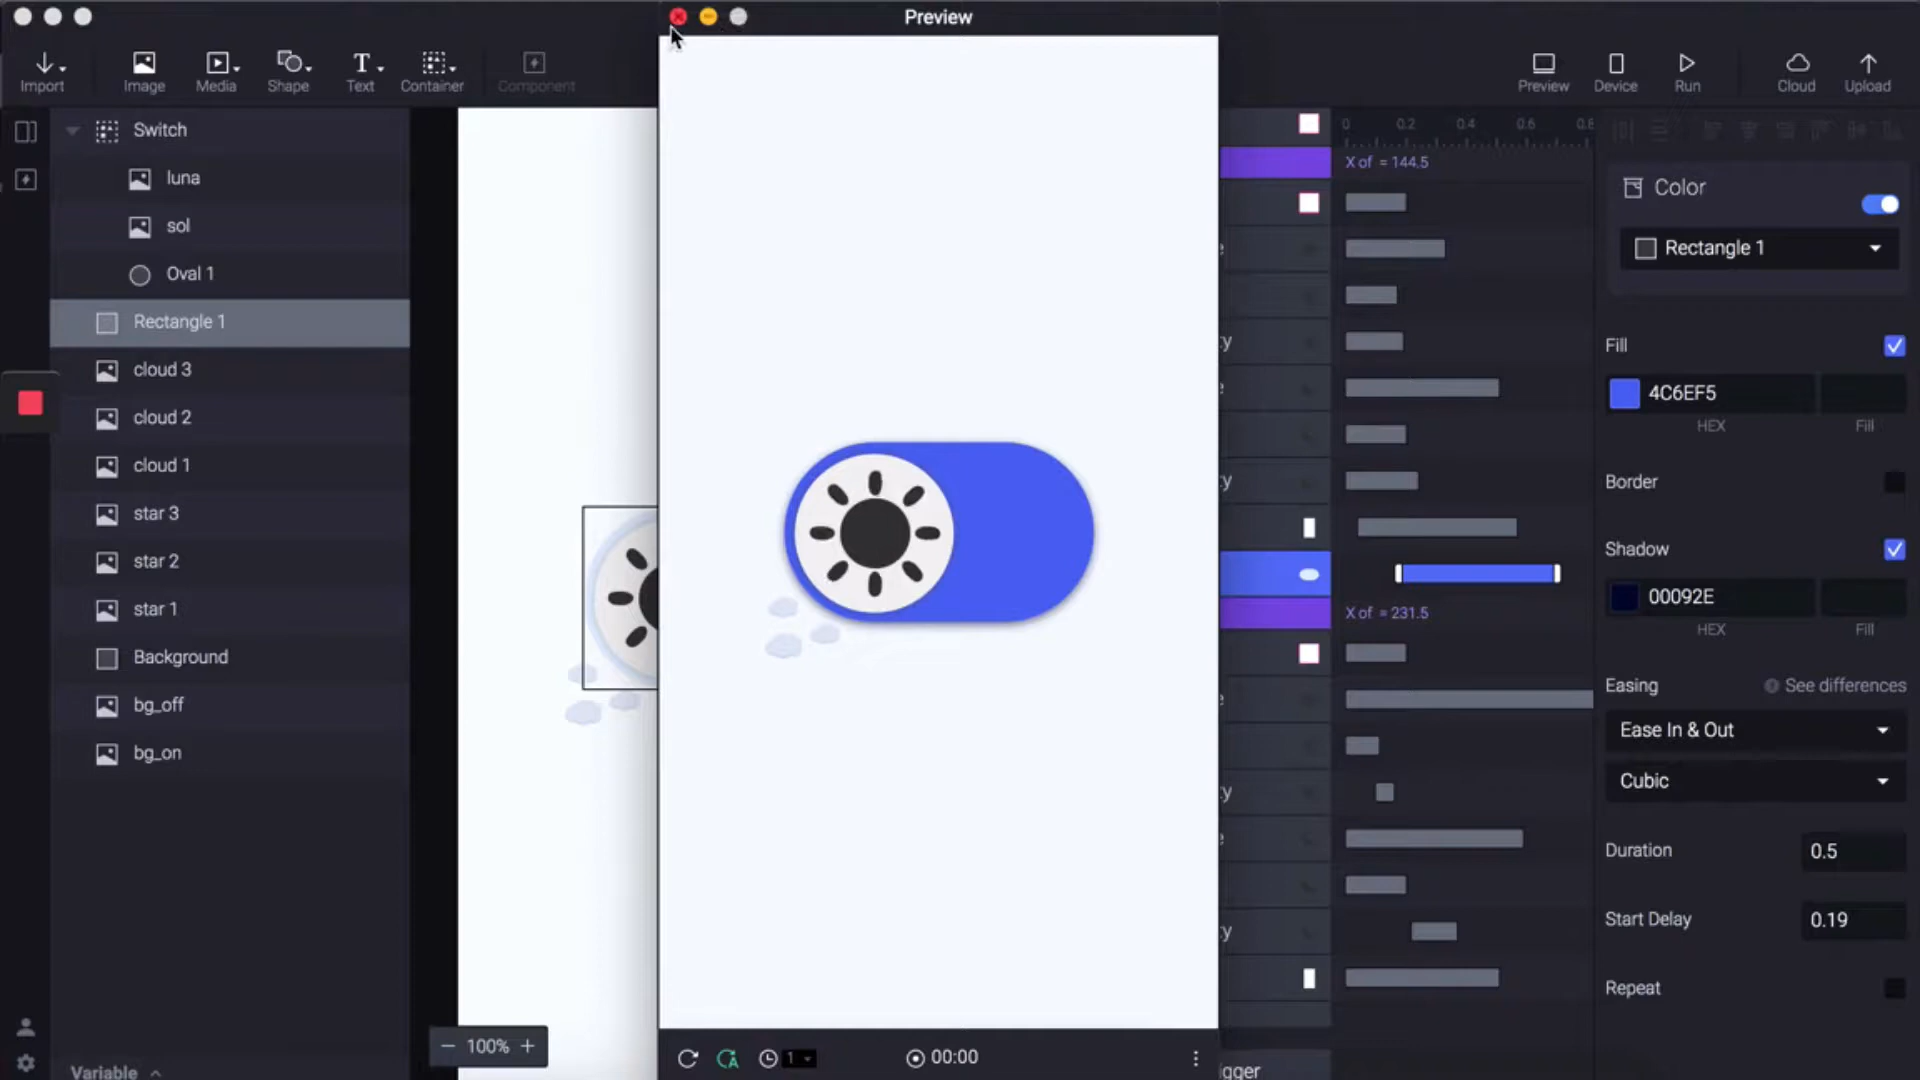 Preview
Import
Image
Media
Shape
Text
Container
Component
Preview
Device
Run
Cloud
Upload
Switch
luna
sol
Oval 1
Rectangle 1
cloud 3
cloud 2
cloud 1
star 3
star 2
star 1
Background
bg_off
bg_on
Variable
100%
1
00:00
0 0.2 0.4 0.6 0.8
X of = 144.5
X of = 231.5
Color
Rectangle 1
Fill
4C6EF5
HEX Fill
Border
Shadow
00092E
HEX Fill
Easing See differences
Ease In & Out
Cubic
Duration 0.5
Start Delay 0.19
Repeat